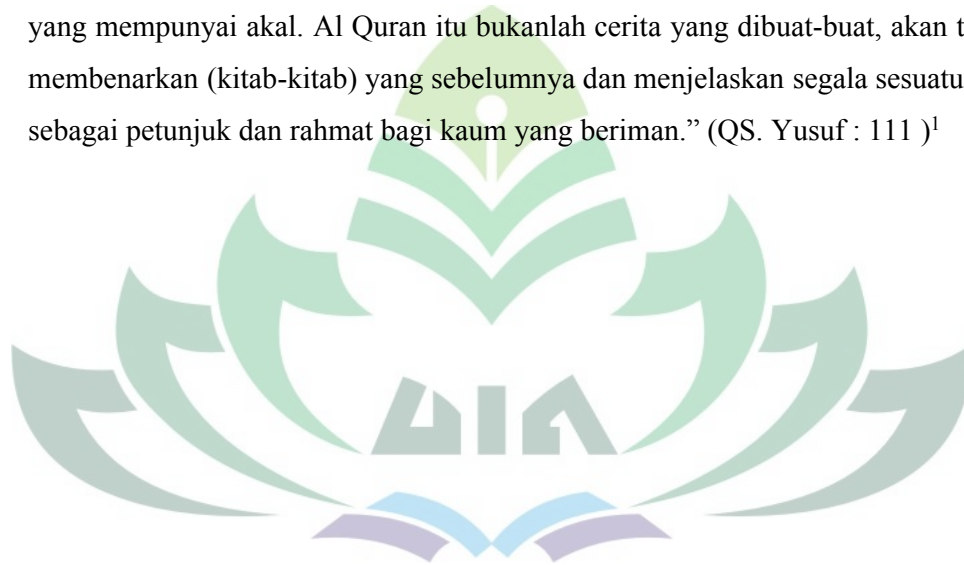 yang mempunyai akal. Al Quran itu bukanlah cerita yang dibuat-buat, akan t
membenarkan (kitab-kitab) yang sebelumnya dan menjelaskan segala sesuatu
sebagai petunjuk dan rahmat bagi kaum yang beriman.” (QS. Yusuf : 111 )1
UIN